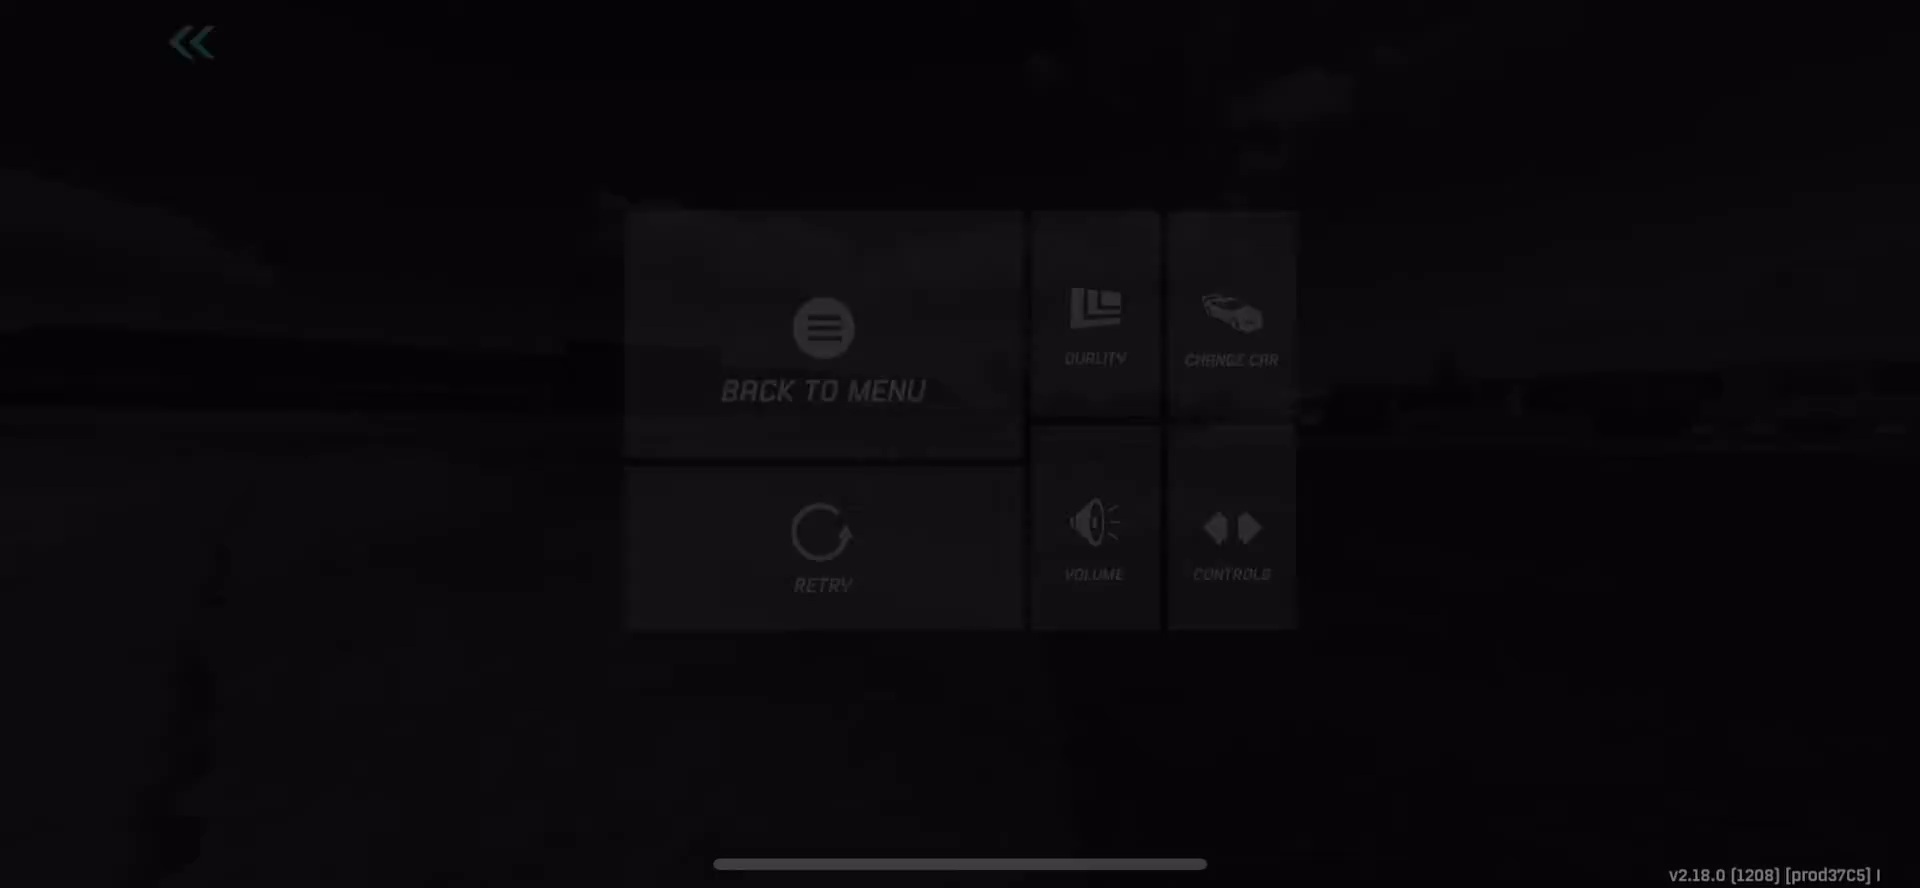 BACK TO MENU
QUALITY
CHANGE CAR
RETRY
VOLUME
CONTROLS
v2.18.0 (1208) [prod37C5] I